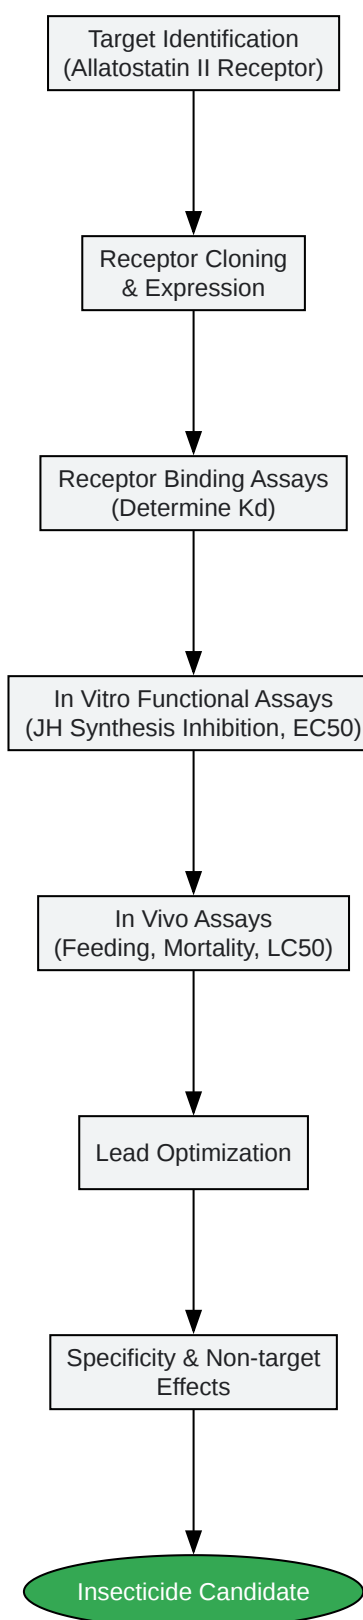 Target Identification
(Allatostatin II Receptor)
Receptor Cloning
& Expression
Receptor Binding Assays
(Determine Kd)
In Vitro Functional Assays
(JH Synthesis Inhibition, EC50)
In Vivo Assays
(Feeding, Mortality, LC50)
Lead Optimization
Specificity & Non-target
Effects
Insecticide Candidate